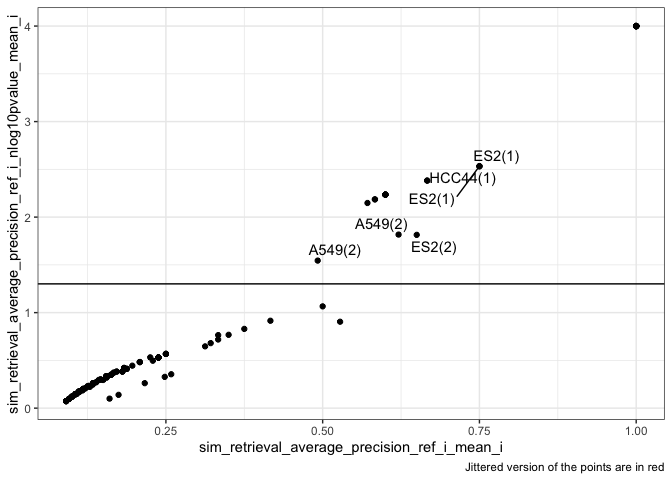 sim_retrieval_average_precision_ref_i_nlog10pvalue_mean_i
4
3
2
1
0
ES2(1)
HCC44(1)
ES2(1)
A549(2)
ES2(2)
A549(2)
0.25
0.50
0.75
1.00
sim_retrieval_average_precision_ref_i_mean_i
Jittered version of the points are in red